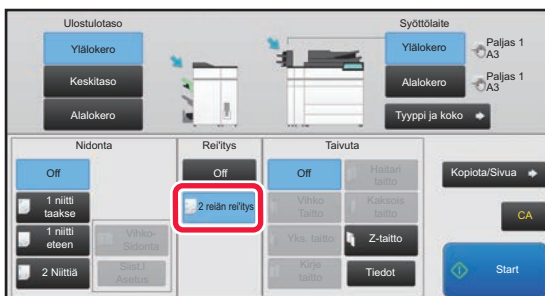 Ulostulotaso
Syöttölaite
Ylälokero
Keskitaso
Alalokero
Ylälokero
Paljas 1
A3
Alalokero
Paljas 1
A3
Tyyppi ja koko
Nidonta
Off
1 niitti
taakse
1 niitti
eteen
2 Niittiä
Vihko-
Sidonta
Siist.l
Asetus
Rei'itys
Off
2 reiän rei'itys
Taivuta
Off
Haitari
taitto
Vihko
Taitto
Kaksois
taitto
Yks. taitto
Z-taitto
Kirje
taitto
Tiedot
Kopiota/Sivua
CA
Start